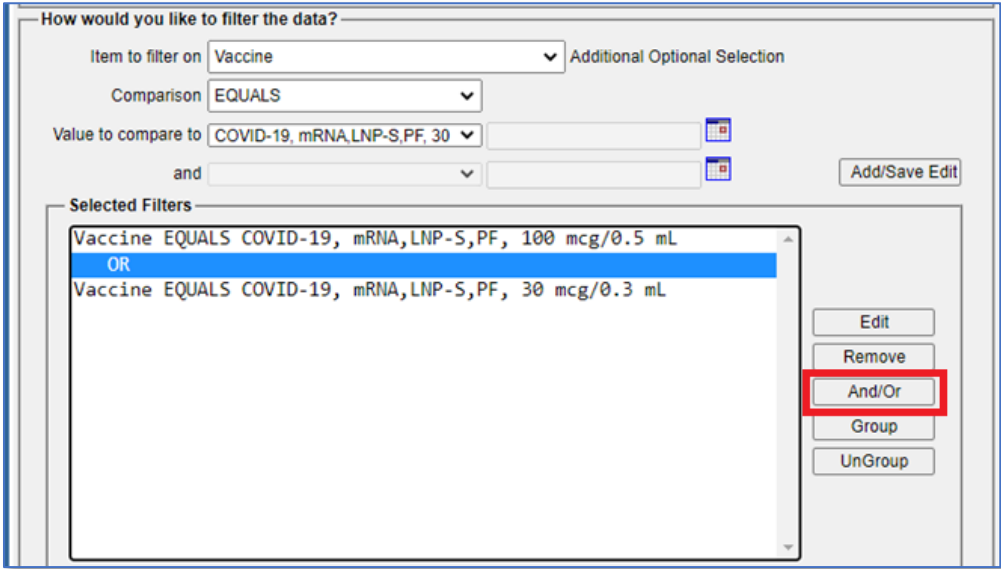 How would you like to filter the data?
Item to filter on Vaccine Additional Optional Selection
Comparison EQUALS
Value to compare to COVID-19, mRNA,LNP-S,PF, 30
and Add/Save Edit
Selected Filters
Vaccine EQUALS COVID-19, mRNA,LNP-S,PF, 100 mcg/0.5 mL
OR
Vaccine EQUALS COVID-19, mRNA,LNP-S,PF, 30 mcg/0.3 mL
Edit
Remove
And/Or
Group
UnGroup